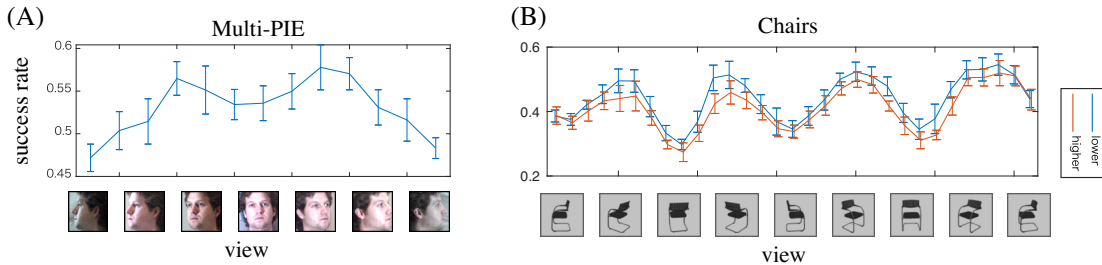 (A)
Multi-PIE
success rate
0.6
0.55
0.5
0.45
view
(B)
Chairs
0.6
0.4
0.2
view
lower
higher